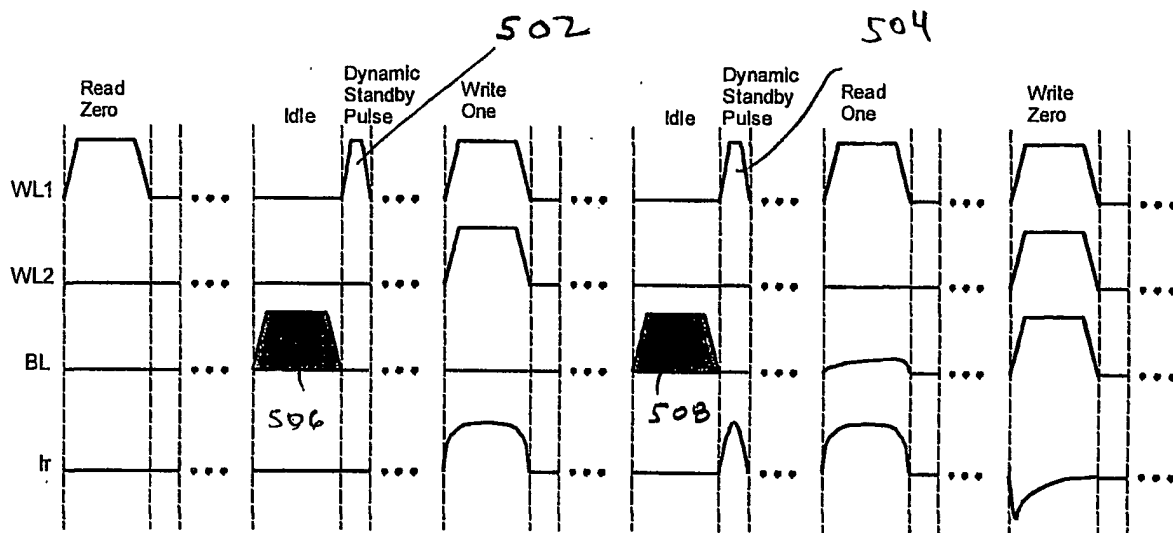 502
504
Read
Zero
Idle
Dynamic
Standby
Pulse
Write
One
Idle
Dynamic
Standby
Pulse
Read
One
Write
Zero
WL1
WL2
BL
506
508
IT